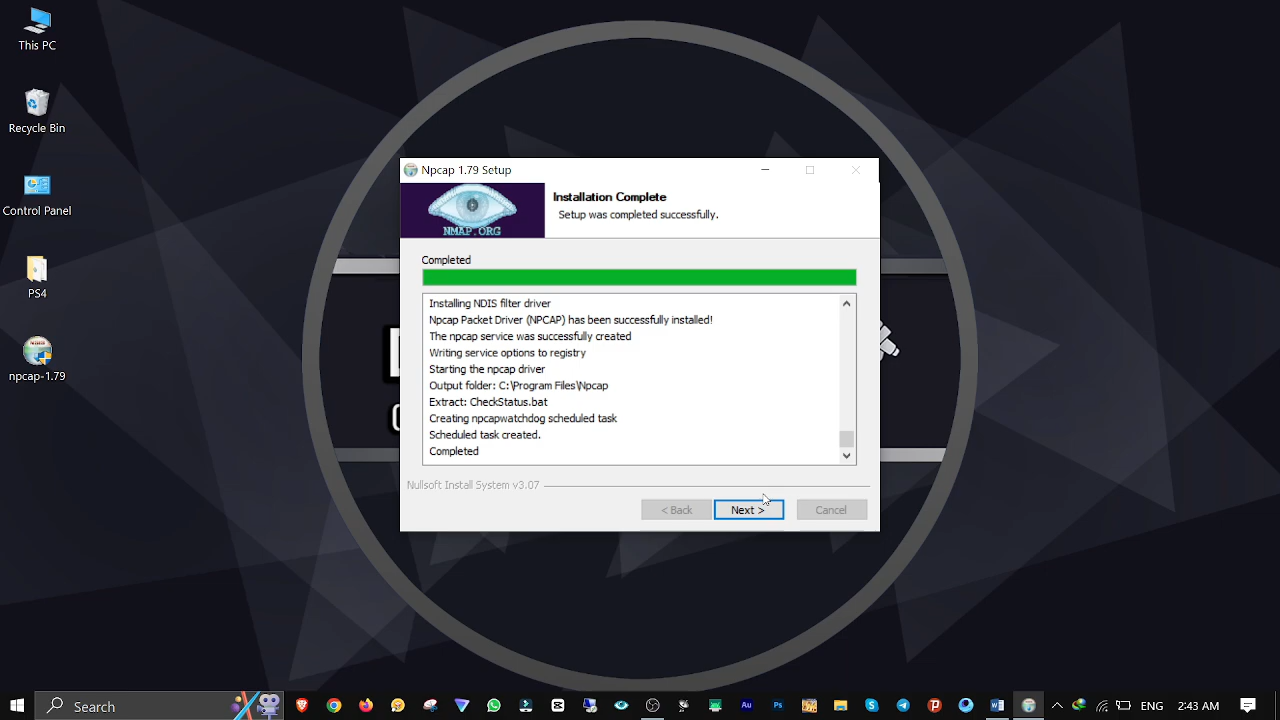 This PC
Recycle Bin
Control Panel
PS4
npcap-1.79
Npcap 1.79 Setup
NMAP.ORG
Installation Complete
Setup was completed successfully.
Completed
Installing NDIS filter driver
Npcap Packet Driver (NPCAP) has been successfully installed!
The npcap service was successfully created
Writing service options to registry
Starting the npcap driver
Output folder: C:\Program Files\Npcap
Extract: CheckStatus.bat
Creating npcapwatchdog scheduled task
Scheduled task created.
Completed
Nullsoft Install System v3.07
< Back
Next >
Cancel
Search
Au
Ps
ENG
2:43 AM